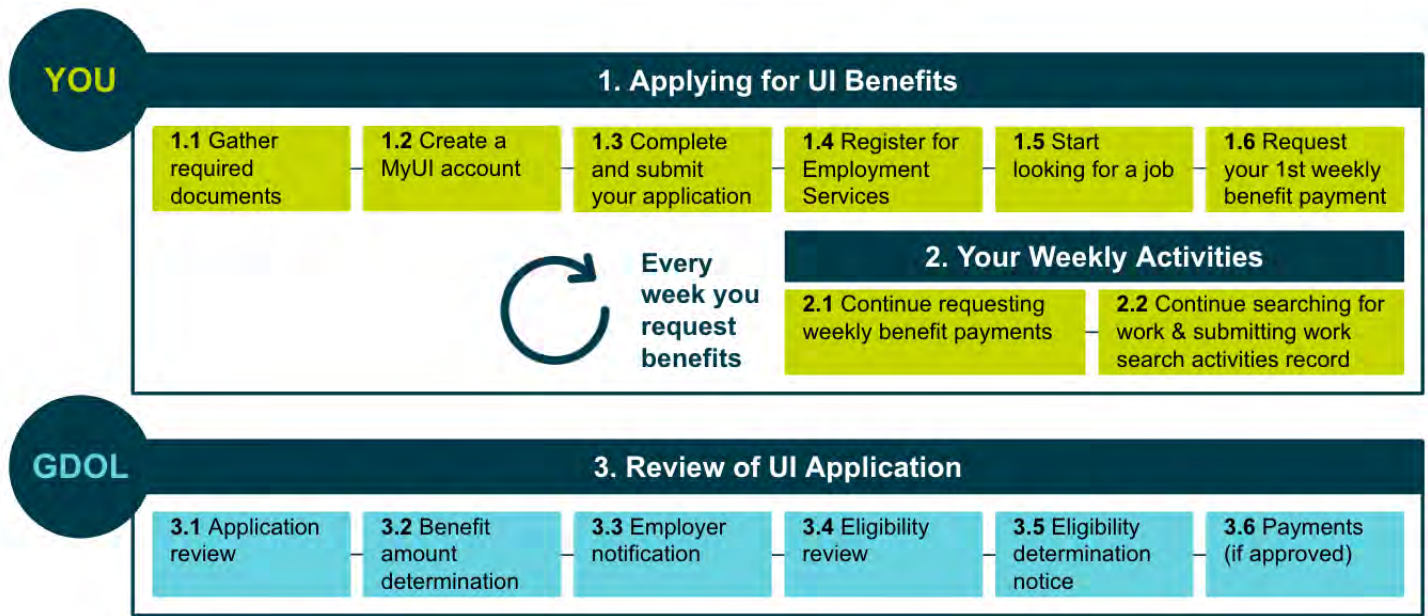 YOU
1. Applying for UI Benefits
1.1 Gather
required
documents
1.2 Create a
MyUI account
1.3 Complete
and submit
your application
1.4 Register for
Employment
Services
1.5 Start
looking for a job
1.6 Request
your 1st weekly
benefit payment
Every
week you
request
benefits
2. Your Weekly Activities
2.1 Continue requesting
weekly benefit payments
2.2 Continue searching for
work & submitting work
search activities record
GDOL
3. Review of UI Application
3.1 Application
review
3.2 Benefit
amount
determination
3.3 Employer
notification
3.4 Eligibility
review
3.5 Eligibility
determination
notice
3.6 Payments
(if approved)